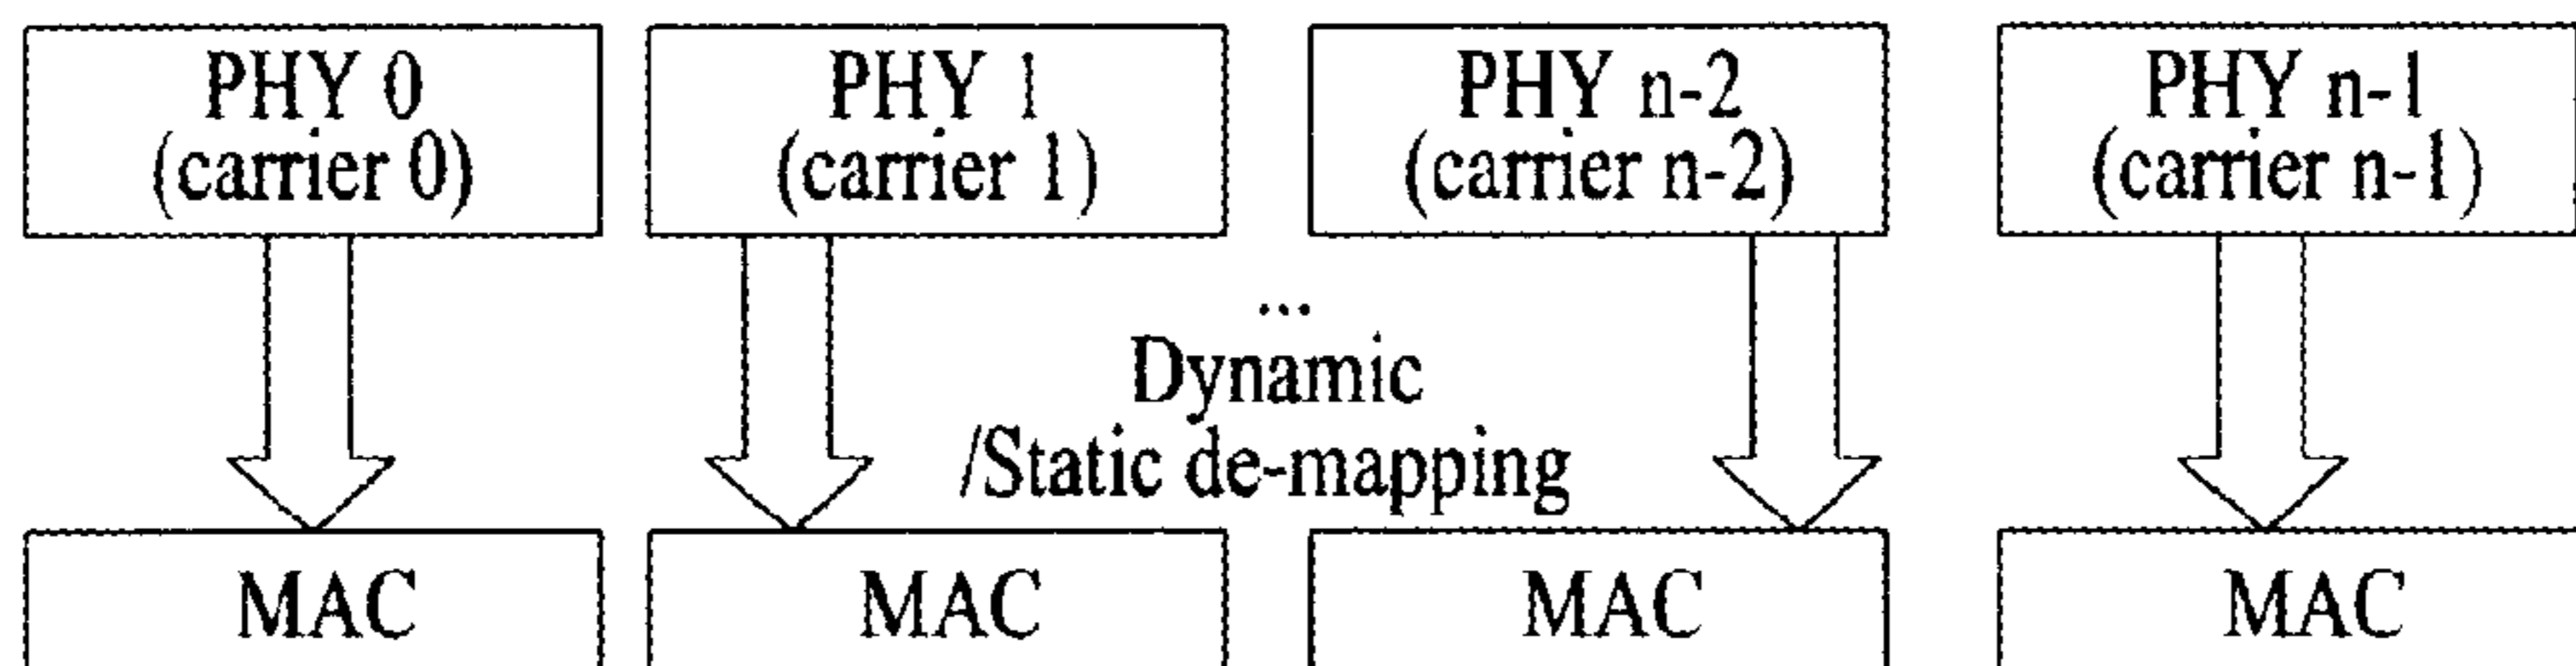 PHY 0
(carrier 0)
PHY 1
(carrier 1)
PHY n-2
(carrier n-2)
PHY n-1
(carrier n-1)
...
Dynamic
/Static de-mapping
MAC
MAC
MAC
MAC